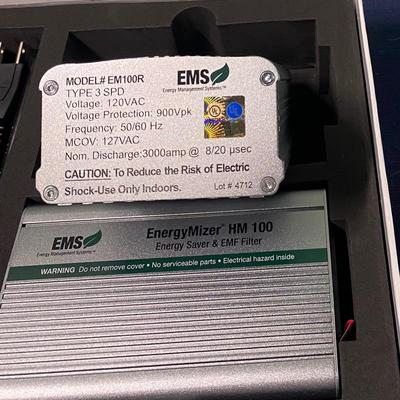 MODEL# EM100R
TYPE 3 SPD
Voltage: 120VAC
Voltage Protection: 900Vpk
Frequency: 50/60 Hz
MCOV: 127VAC
Nom. Discharge:3000amp @ 8/20 µsec
CAUTION: To Reduce the Risk of Electric
Shock-Use Only Indoors.
Lot # 4712
EMS
Energy Management Systems™
EMS
Energy Management Systems™
EnergyMizer® HM 100
Energy Saver & EMF Filter
WARNING Do not remove cover • No serviceable parts • Electrical hazard inside